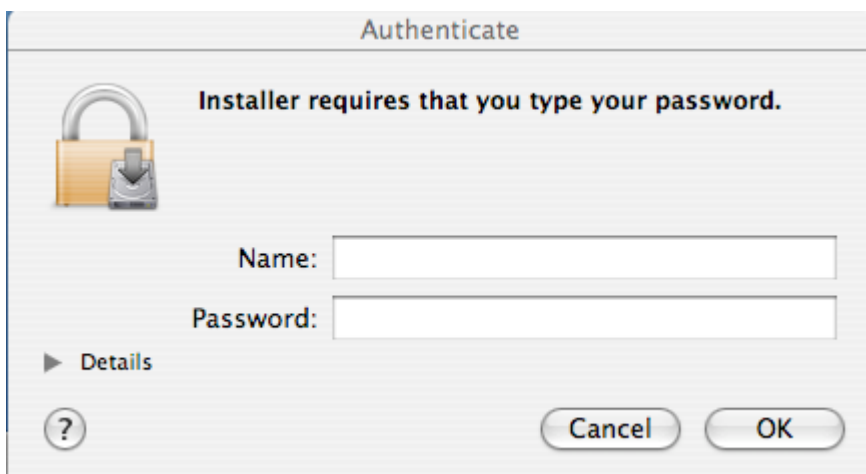 Authenticate
Installer requires that you type your password.
Name:
Password:
Details
?
Cancel
OK